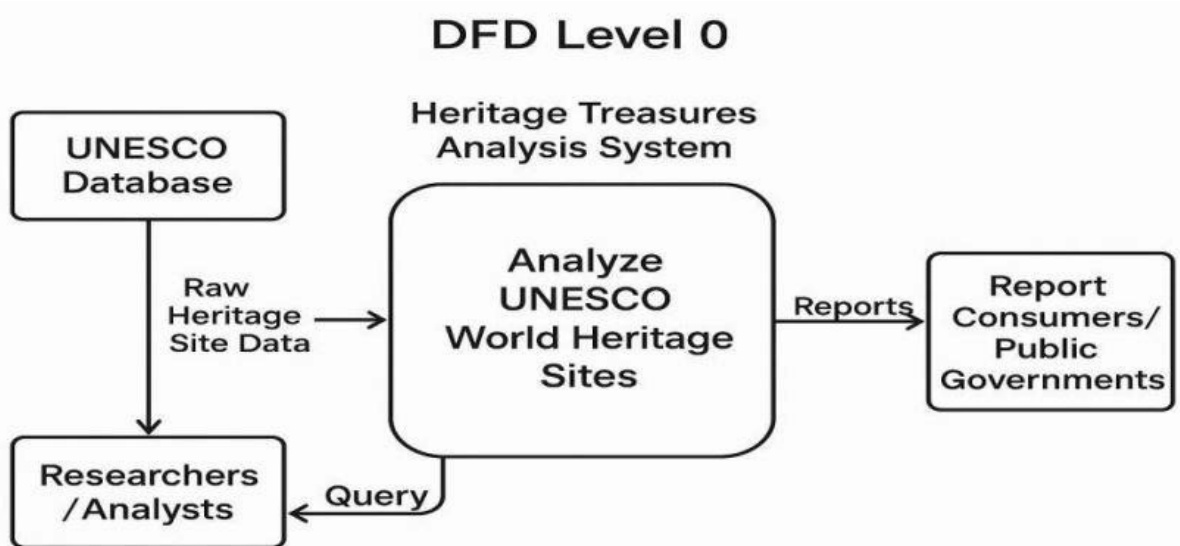 DFD Level 0
Heritage Treasures
Analysis System
UNESCO
Database
Raw
Heritage
Site Data
Analyze
UNESCO
World Heritage
Sites
Reports
Report
Consumers/
Public
Governments
Researchers
/Analysts
Query